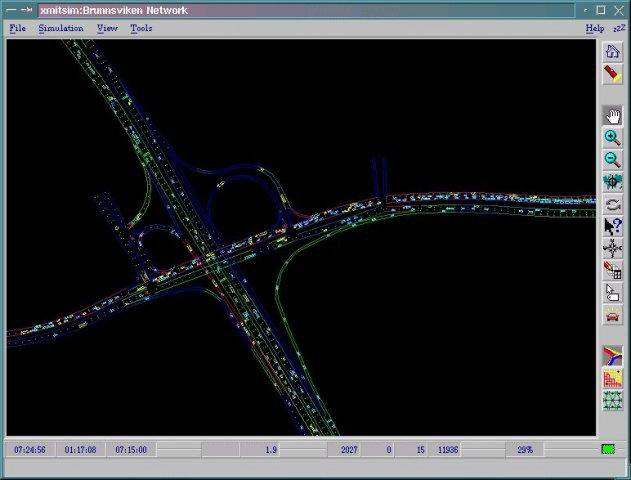 xmitsim:Brunnsviken Network
File Simulation View Tools Help zZZ
07:24:56 01:17:08 07:15:00 1.9 2027 0 15 11936 29%